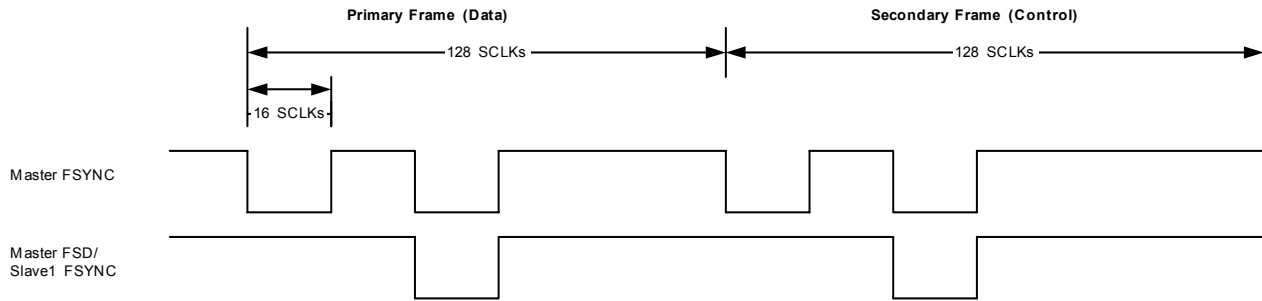 Primary Frame (Data)
Secondary Frame (Control)
128 SCLKs
128 SCLKs
16 SCLKs
Master FSYNC
Master FSD/
Slave1 FSYNC